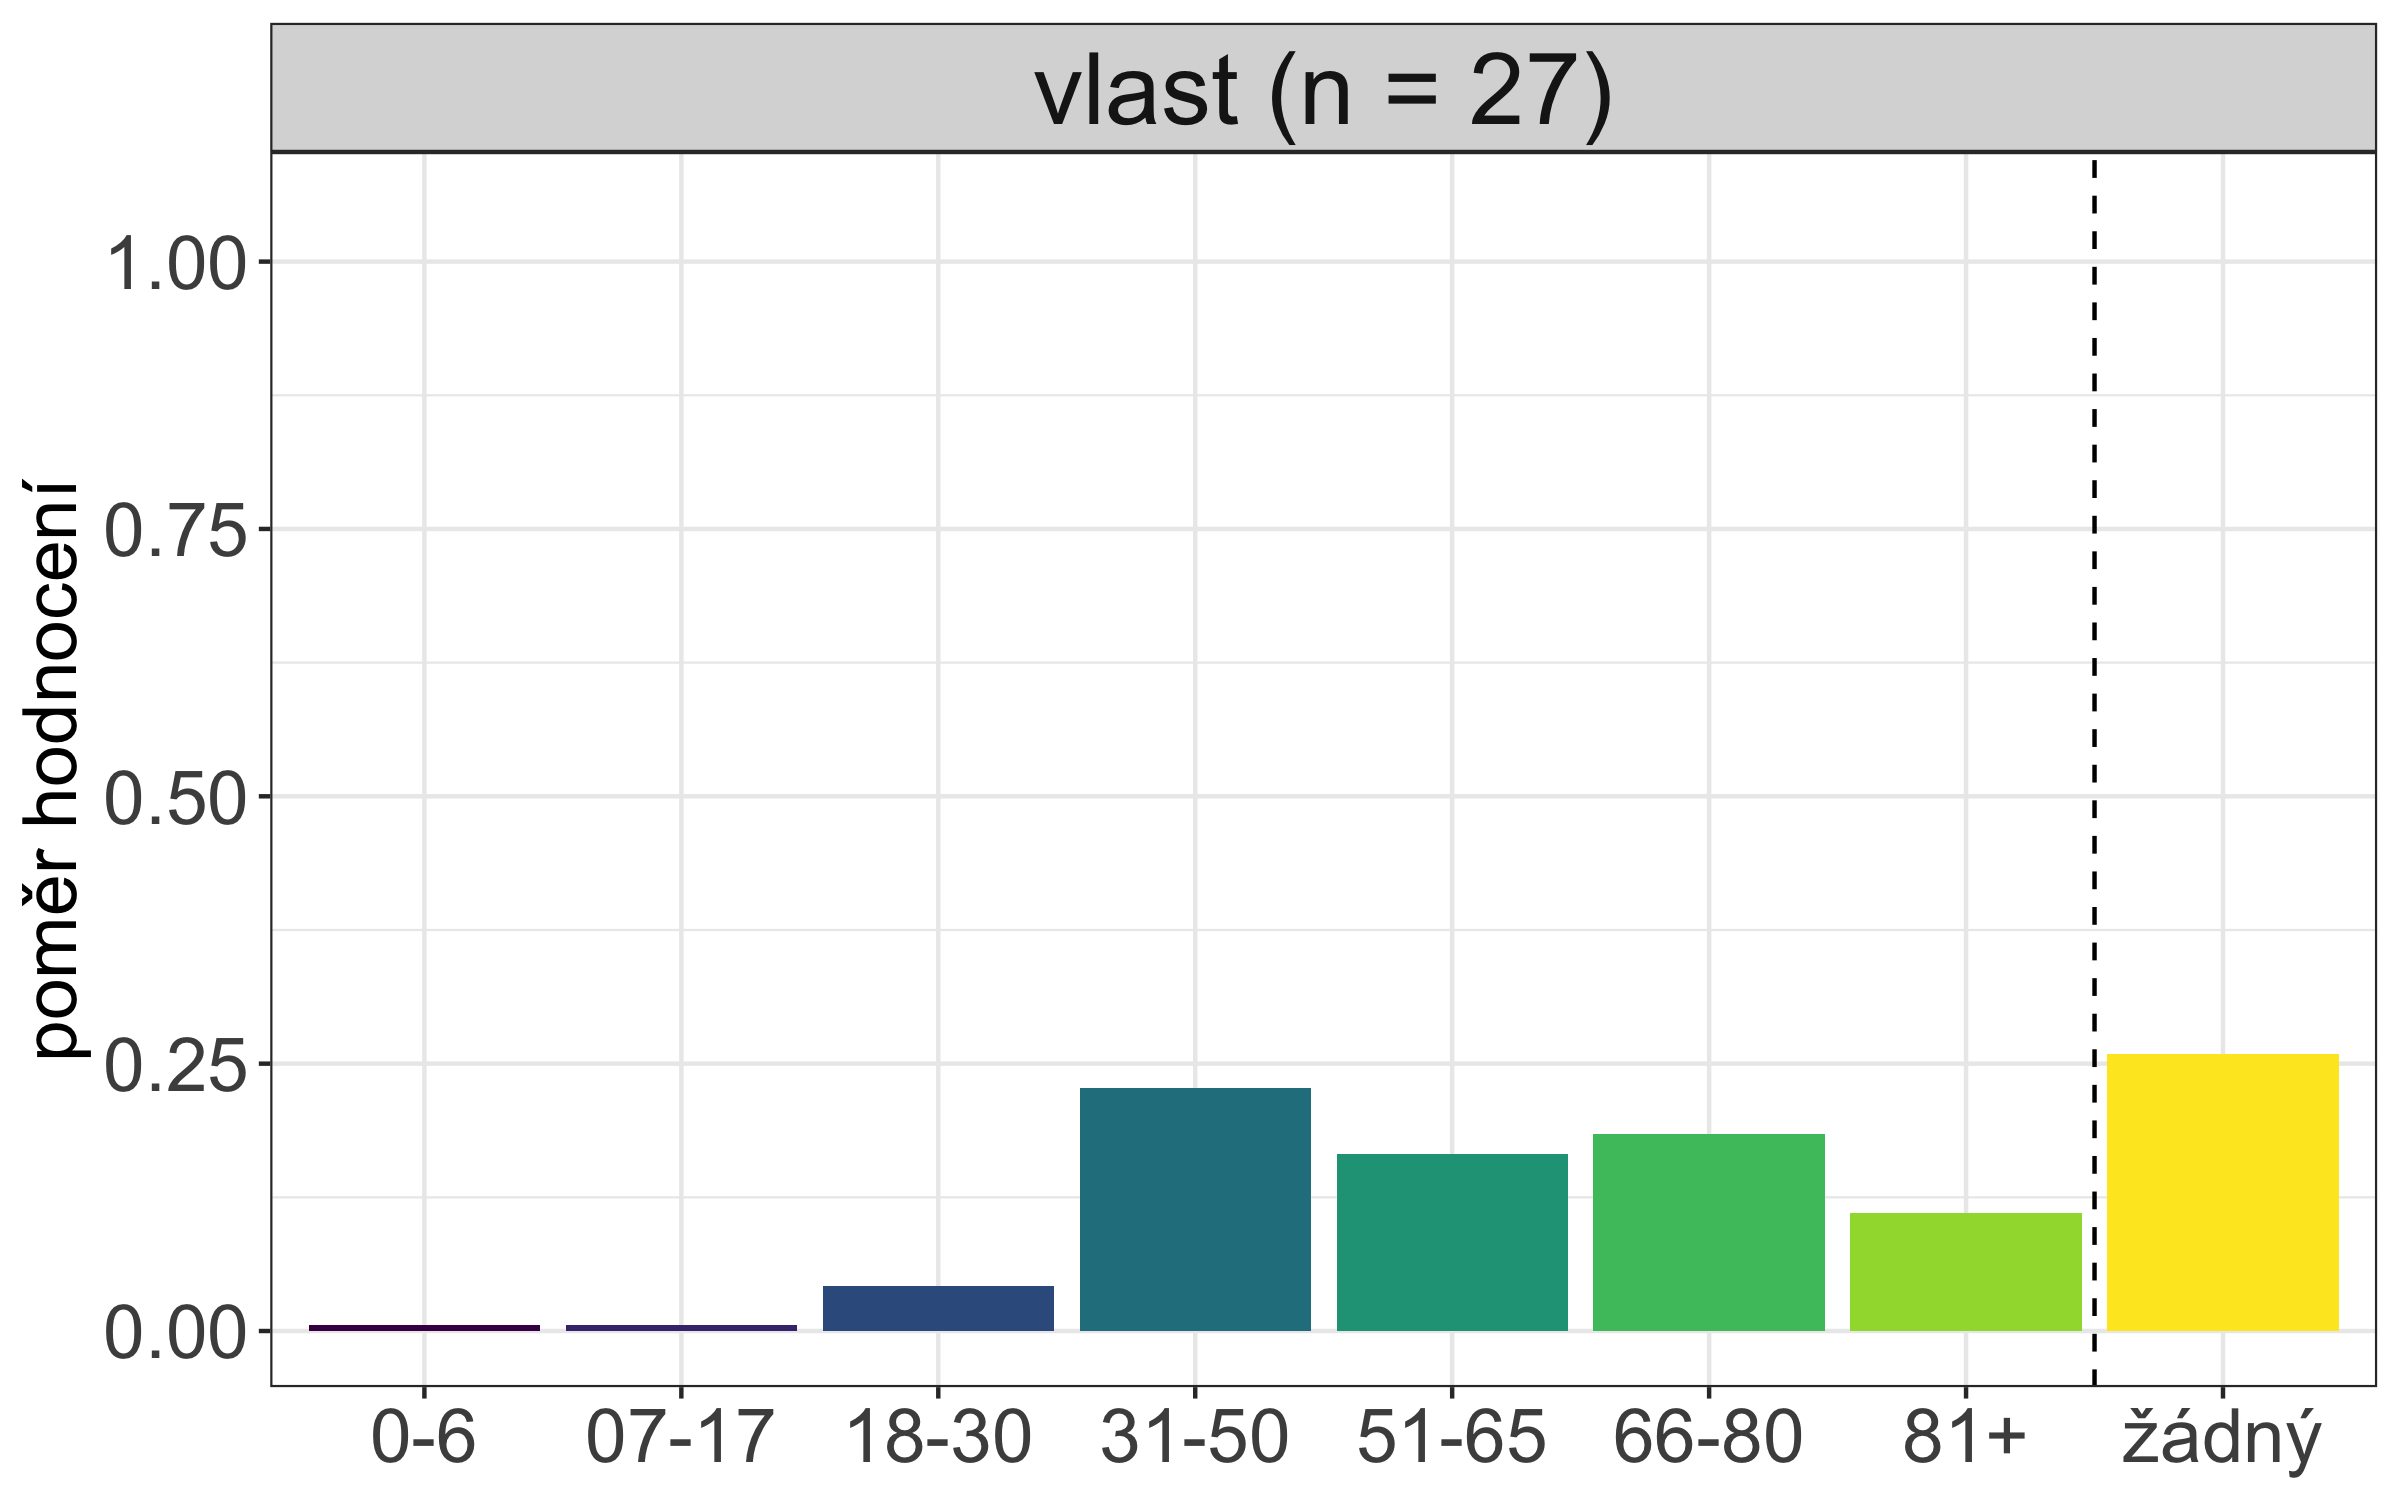 vlast (n = 27)
poměr hodnocení
1.00
0.75
0.50
0.25
0.00
0-6 07-17 18-30 31-50 51-65 66-80 81+ žádný